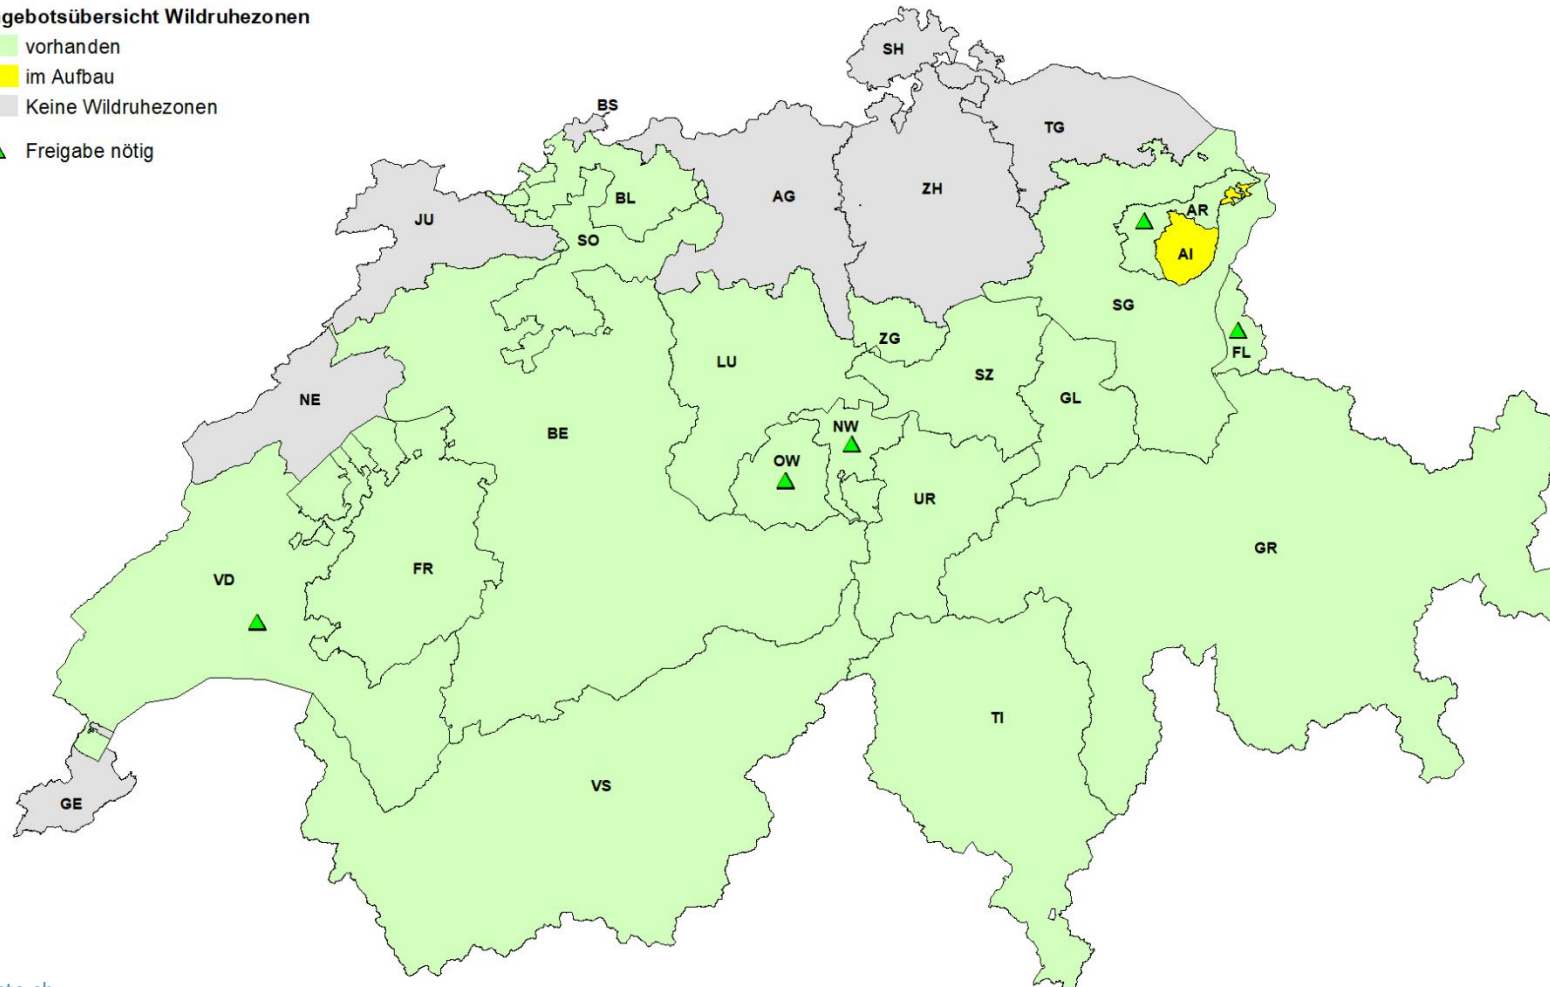 gebotsübersicht Wildruhezonen
vorhanden
im Aufbau
Keine Wildruhezonen
Freigabe nötig
SH
BS
TG
ZH
AG
BL
JU
AR
SO
AI
SG
ZG
FL
LU
SZ
GL
NE
NW
BE
OW
UR
GR
FR
VD
TI
VS
GE